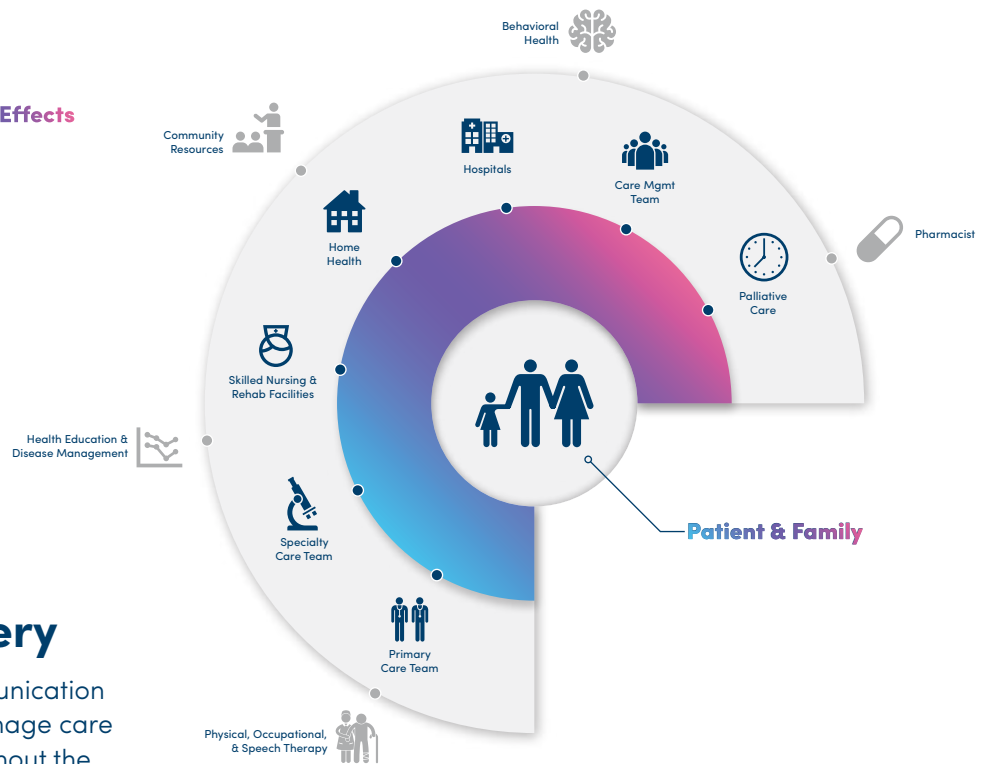 Behavioral
Health
Effects
Community
Resources
Hospitals
Care Mgmt
Team
Home
Health
Pharmacist
Palliative
Care
Skilled Nursing &
Rehab Facilities
Health Education &
Disease Management
Specialty
Care Team
Patient & Family
Primary
Care Team
Physical, Occupational,
& Speech Therapy
ery
unication
nage care
hout the